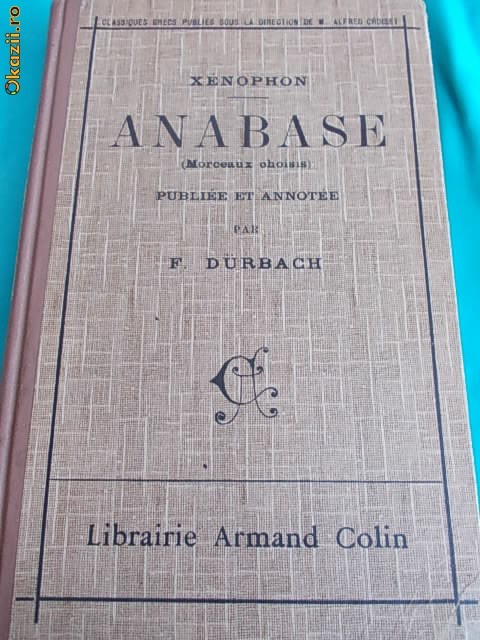 CLASSIQUES GRECS PUBLIÉS SOUS LA DIRECTION DE M. ALFRED CROISET
XENOPHON
ANABASE
(Morceaux choisis)
PUBLIÉE ET ANNOTÉE
PAR
F. DÜRBACH
AC
Librairie Armand Colin
Okazii.ro